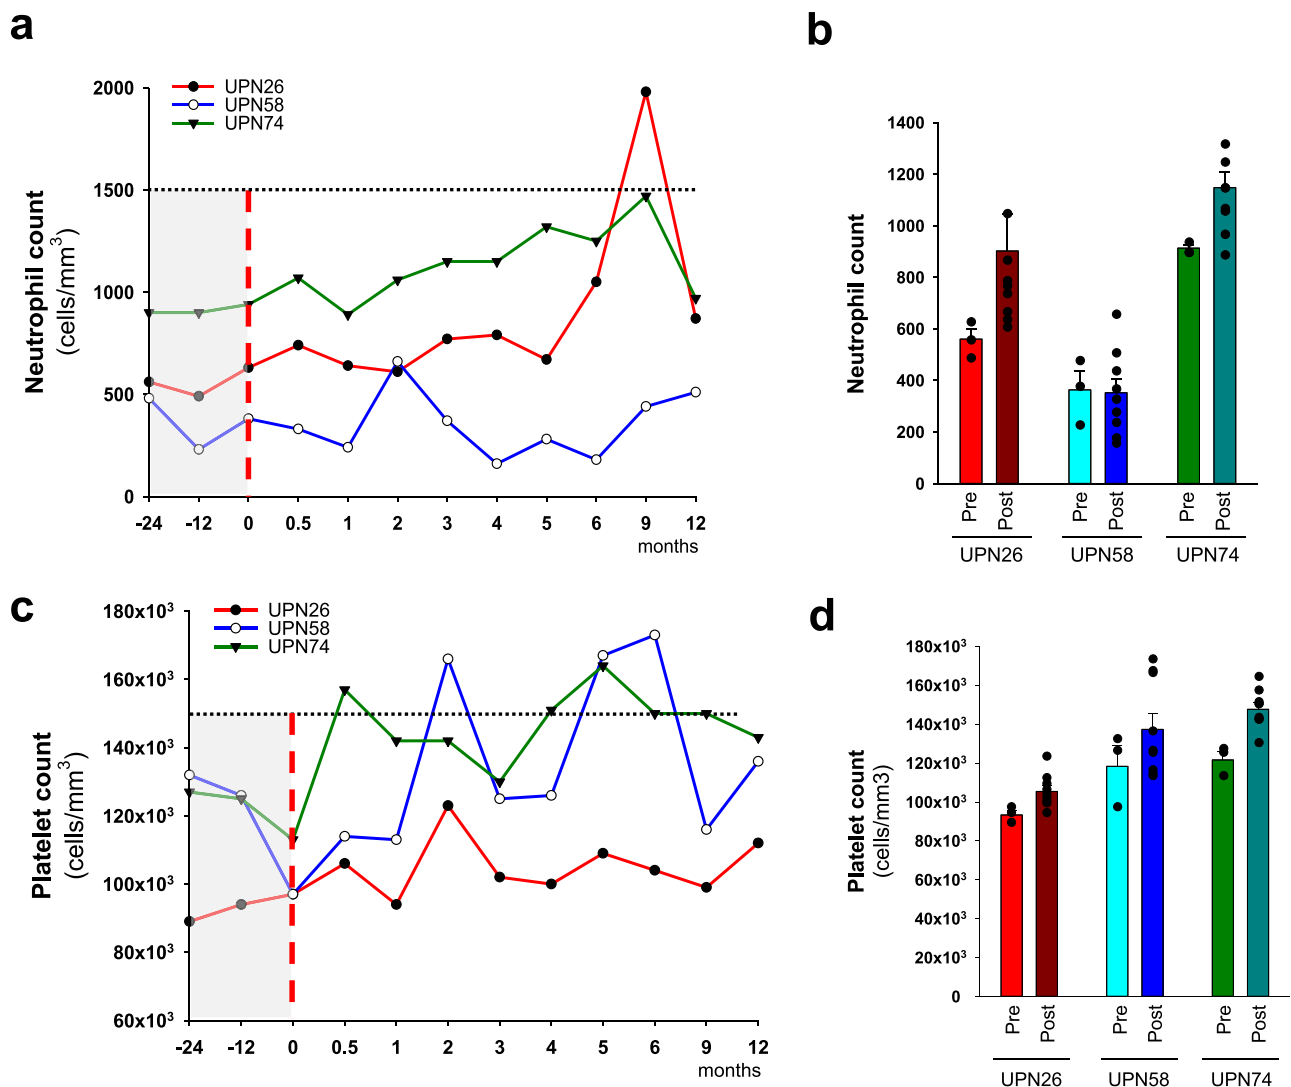 a
UPN26
UPN58
UPN74
2000
1500
1000
500
0
Neutrophil count
(cells/mm³)
-24 -12 0 0.5 1 2 3 4 5 6 9 12
months
b
1400
1200
1000
800
600
400
200
0
Neutrophil count
Pre Post Pre Post Pre Post
UPN26 UPN58 UPN74
c
UPN26
UPN58
UPN74
180x10³
160x10³
140x10³
120x10³
100x10³
80x10³
60x10³
Platelet count
(cells/mm³)
-24 -12 0 0.5 1 2 3 4 5 6 9 12
months
d
180x10³
160x10³
140x10³
120x10³
100x10³
80x10³
60x10³
40x10³
20x10³
0
Platelet count
(cells/mm3)
Pre Post Pre Post Pre Post
UPN26 UPN58 UPN74